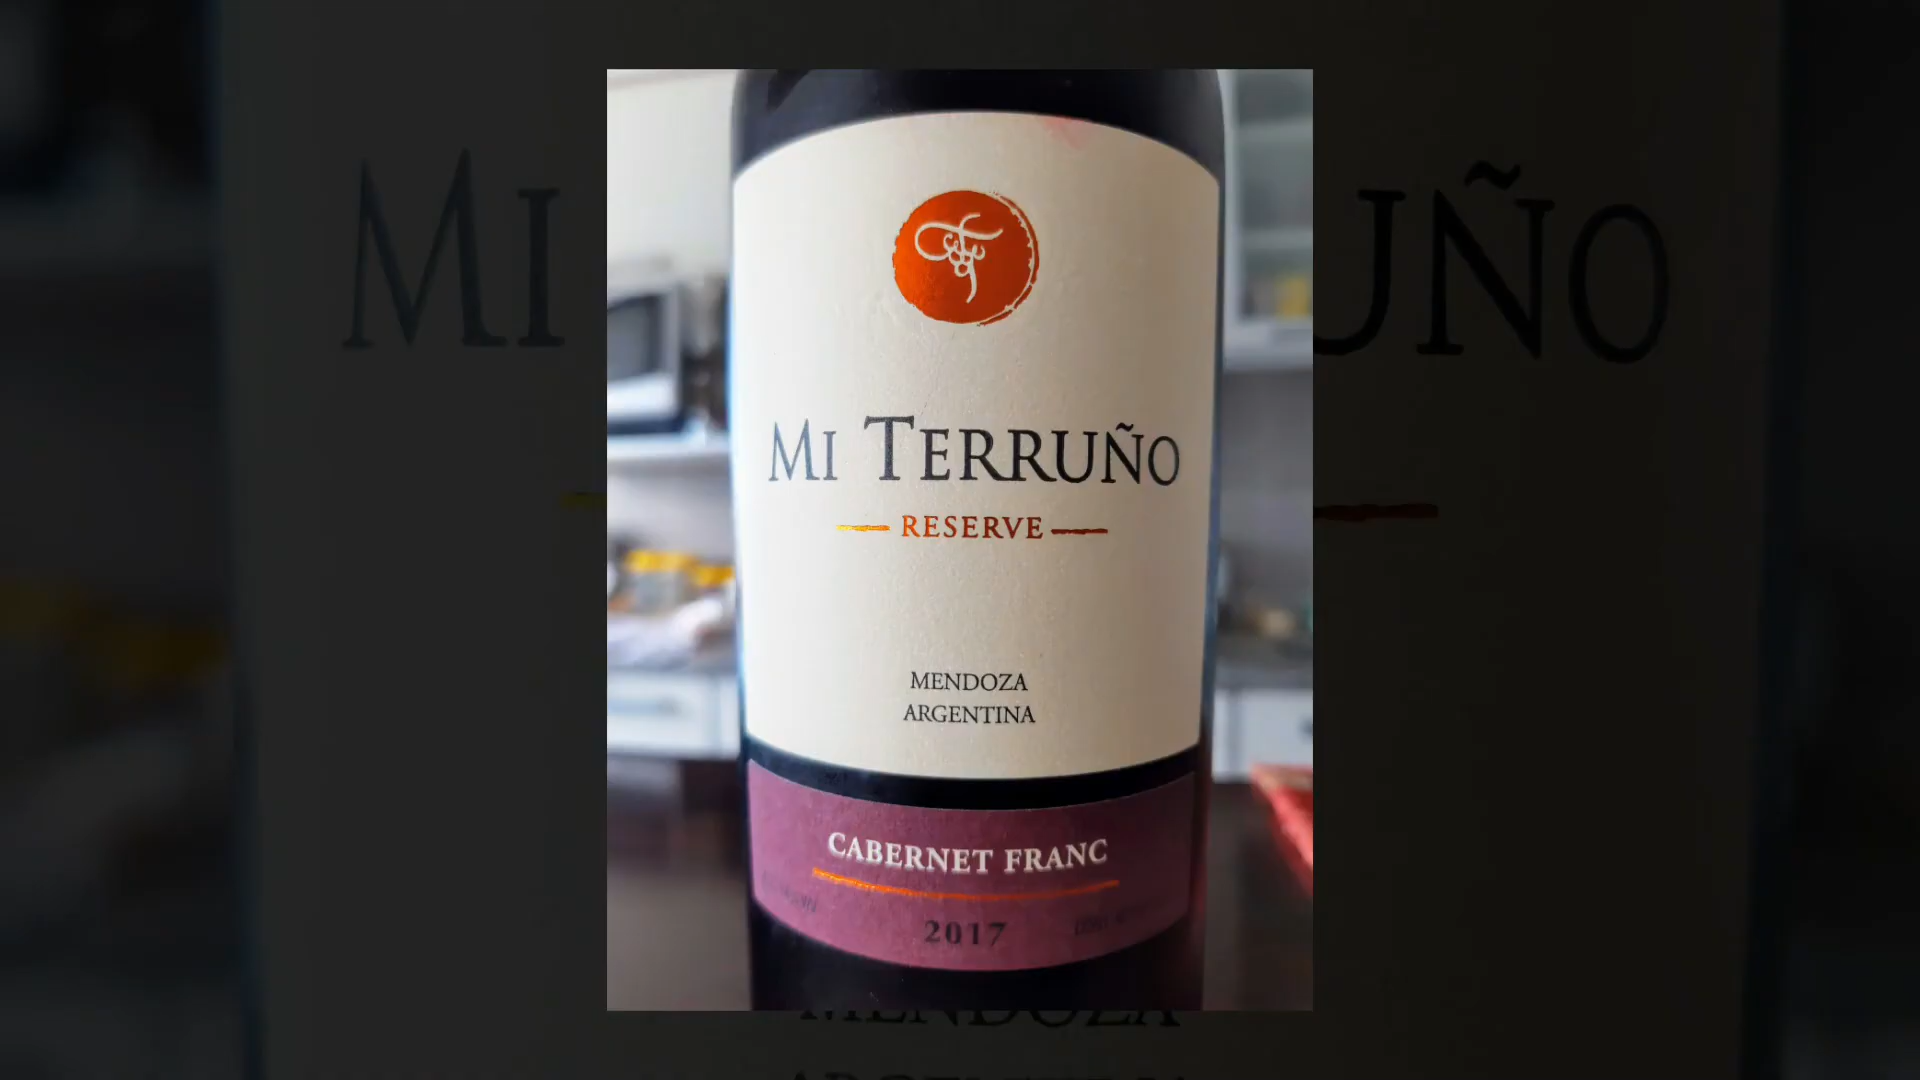 MI TERRUÑO
RESERVE
MENDOZA
ARGENTINA
CABERNET FRANC
2017